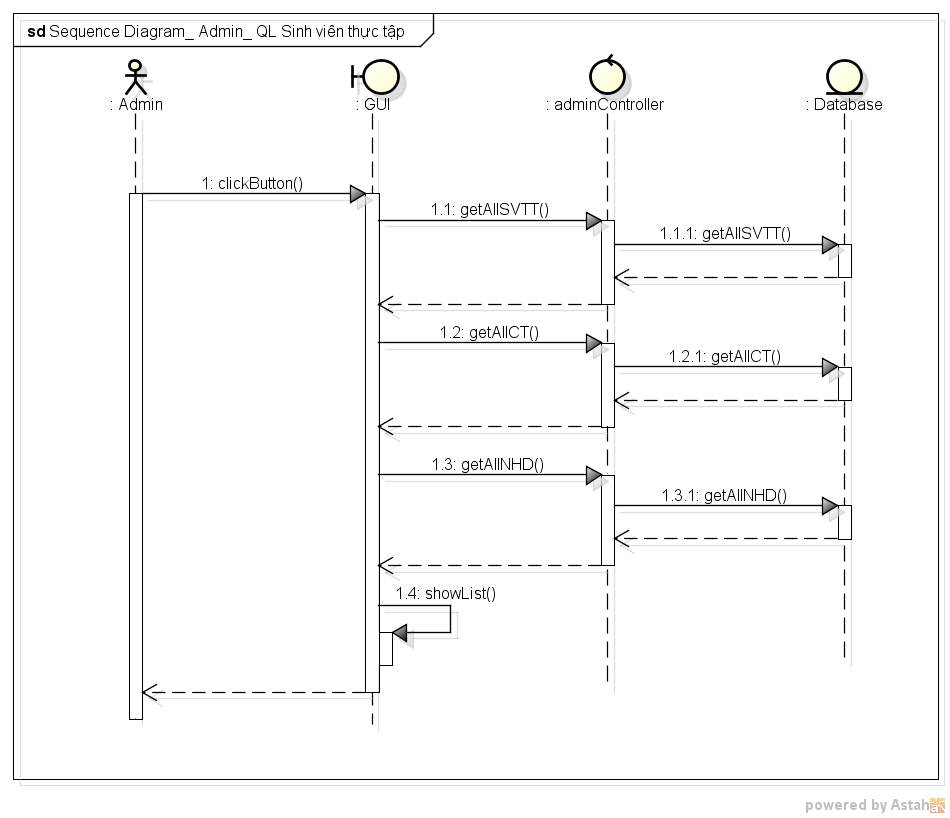 sd Sequence Diagram_ Admin_ QL Sinh viên thực tập
: Admin
: GUI
: adminController
: Database
1: clickButton()
1.1: getAllSVTT()
1.1.1: getAllSVTT()
1.2: getAllCT()
1.2.1: getAllCT()
1.3: getAllNHD()
1.3.1: getAllNHD()
1.4: showList()
powered by Astah